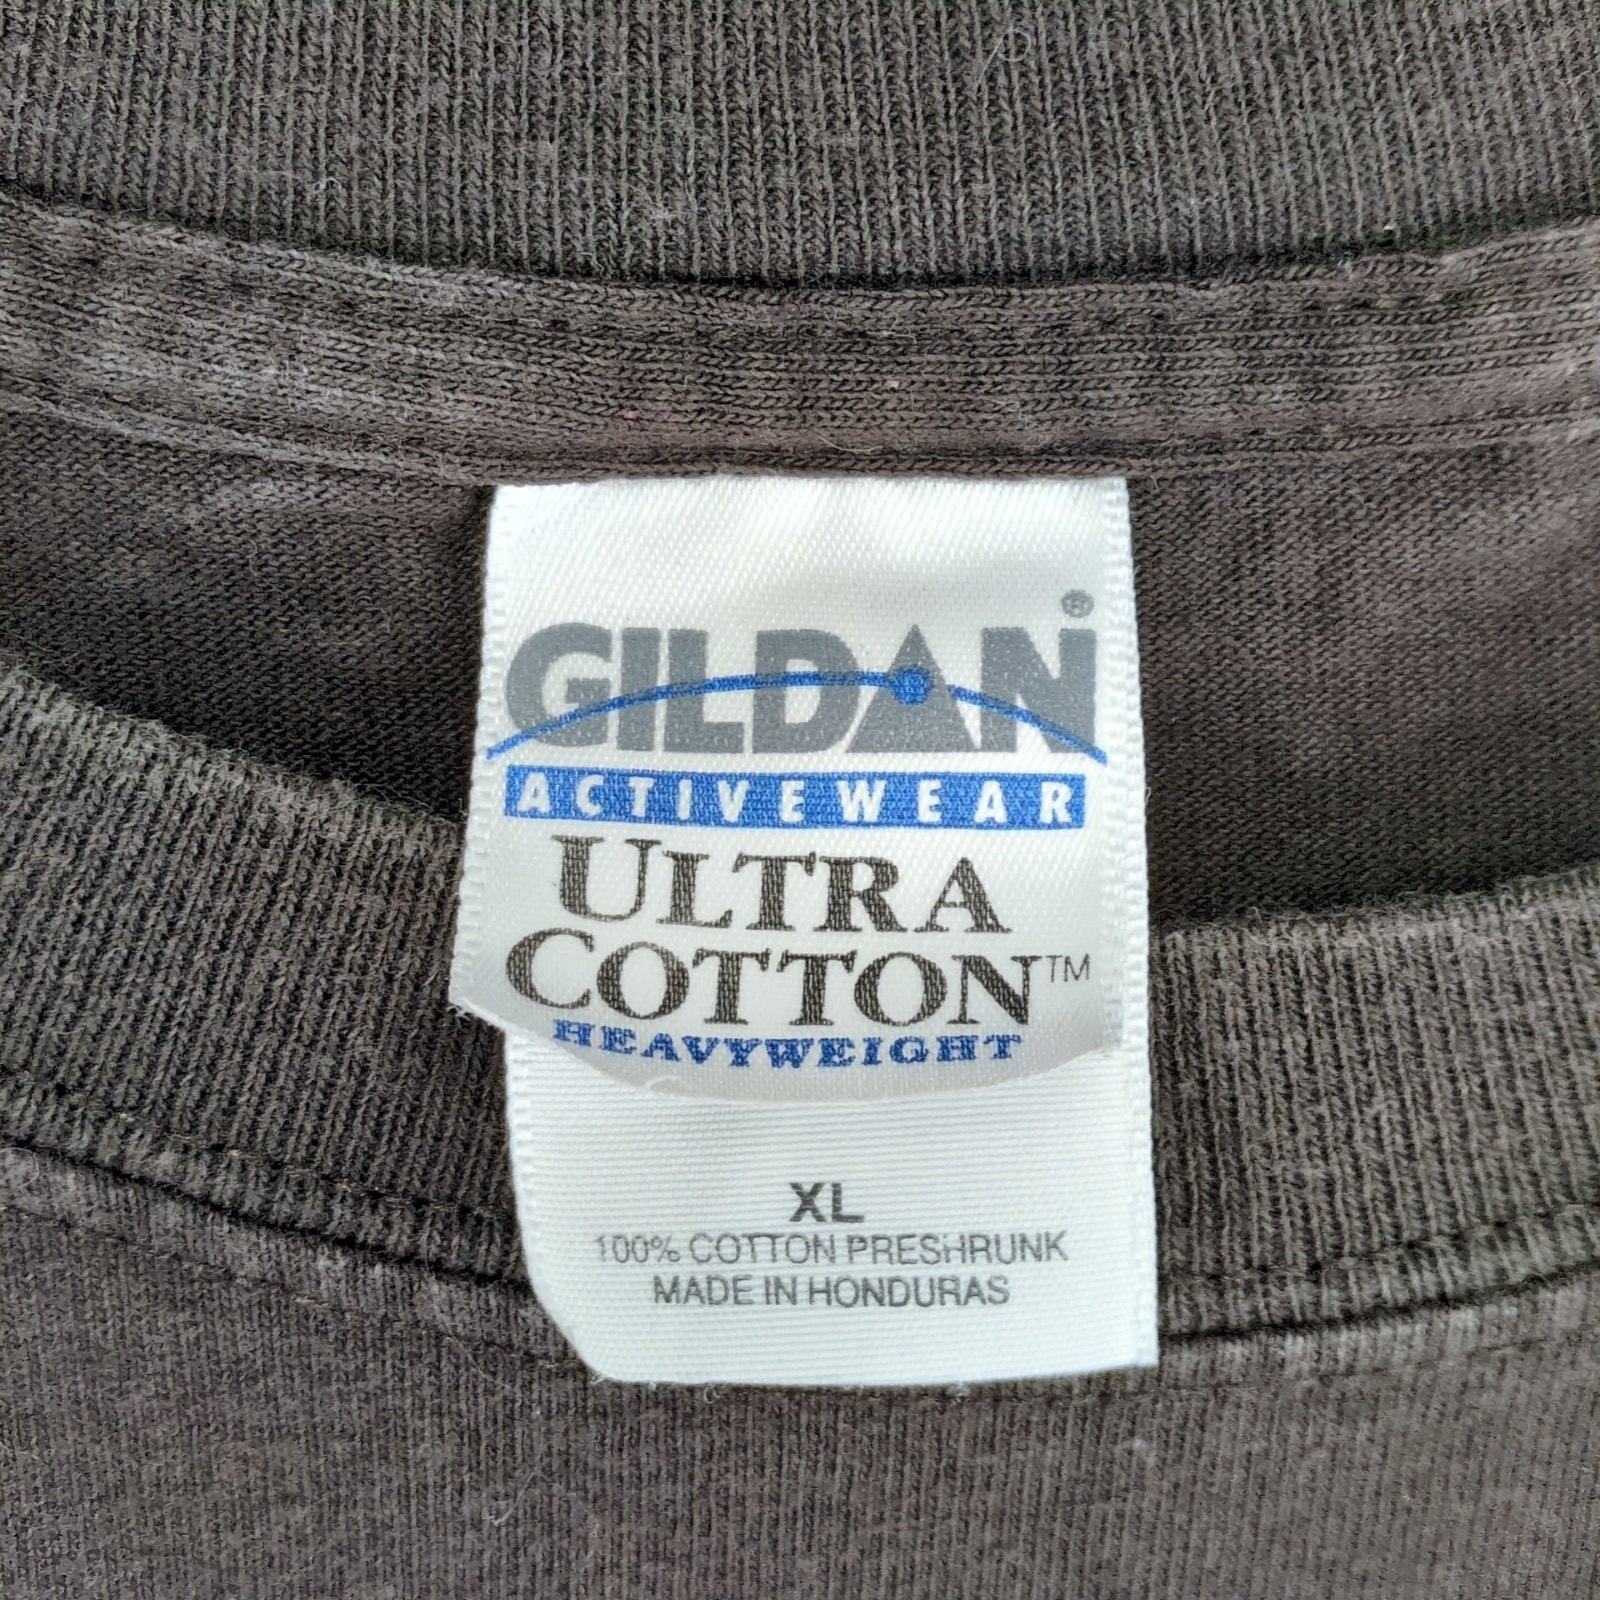 GILDAN®
ACTIVEWEAR
ULTRA
COTTON™
HEAVYWEIGHT
XL
100% COTTON PRESHRUNK
MADE IN HONDURAS